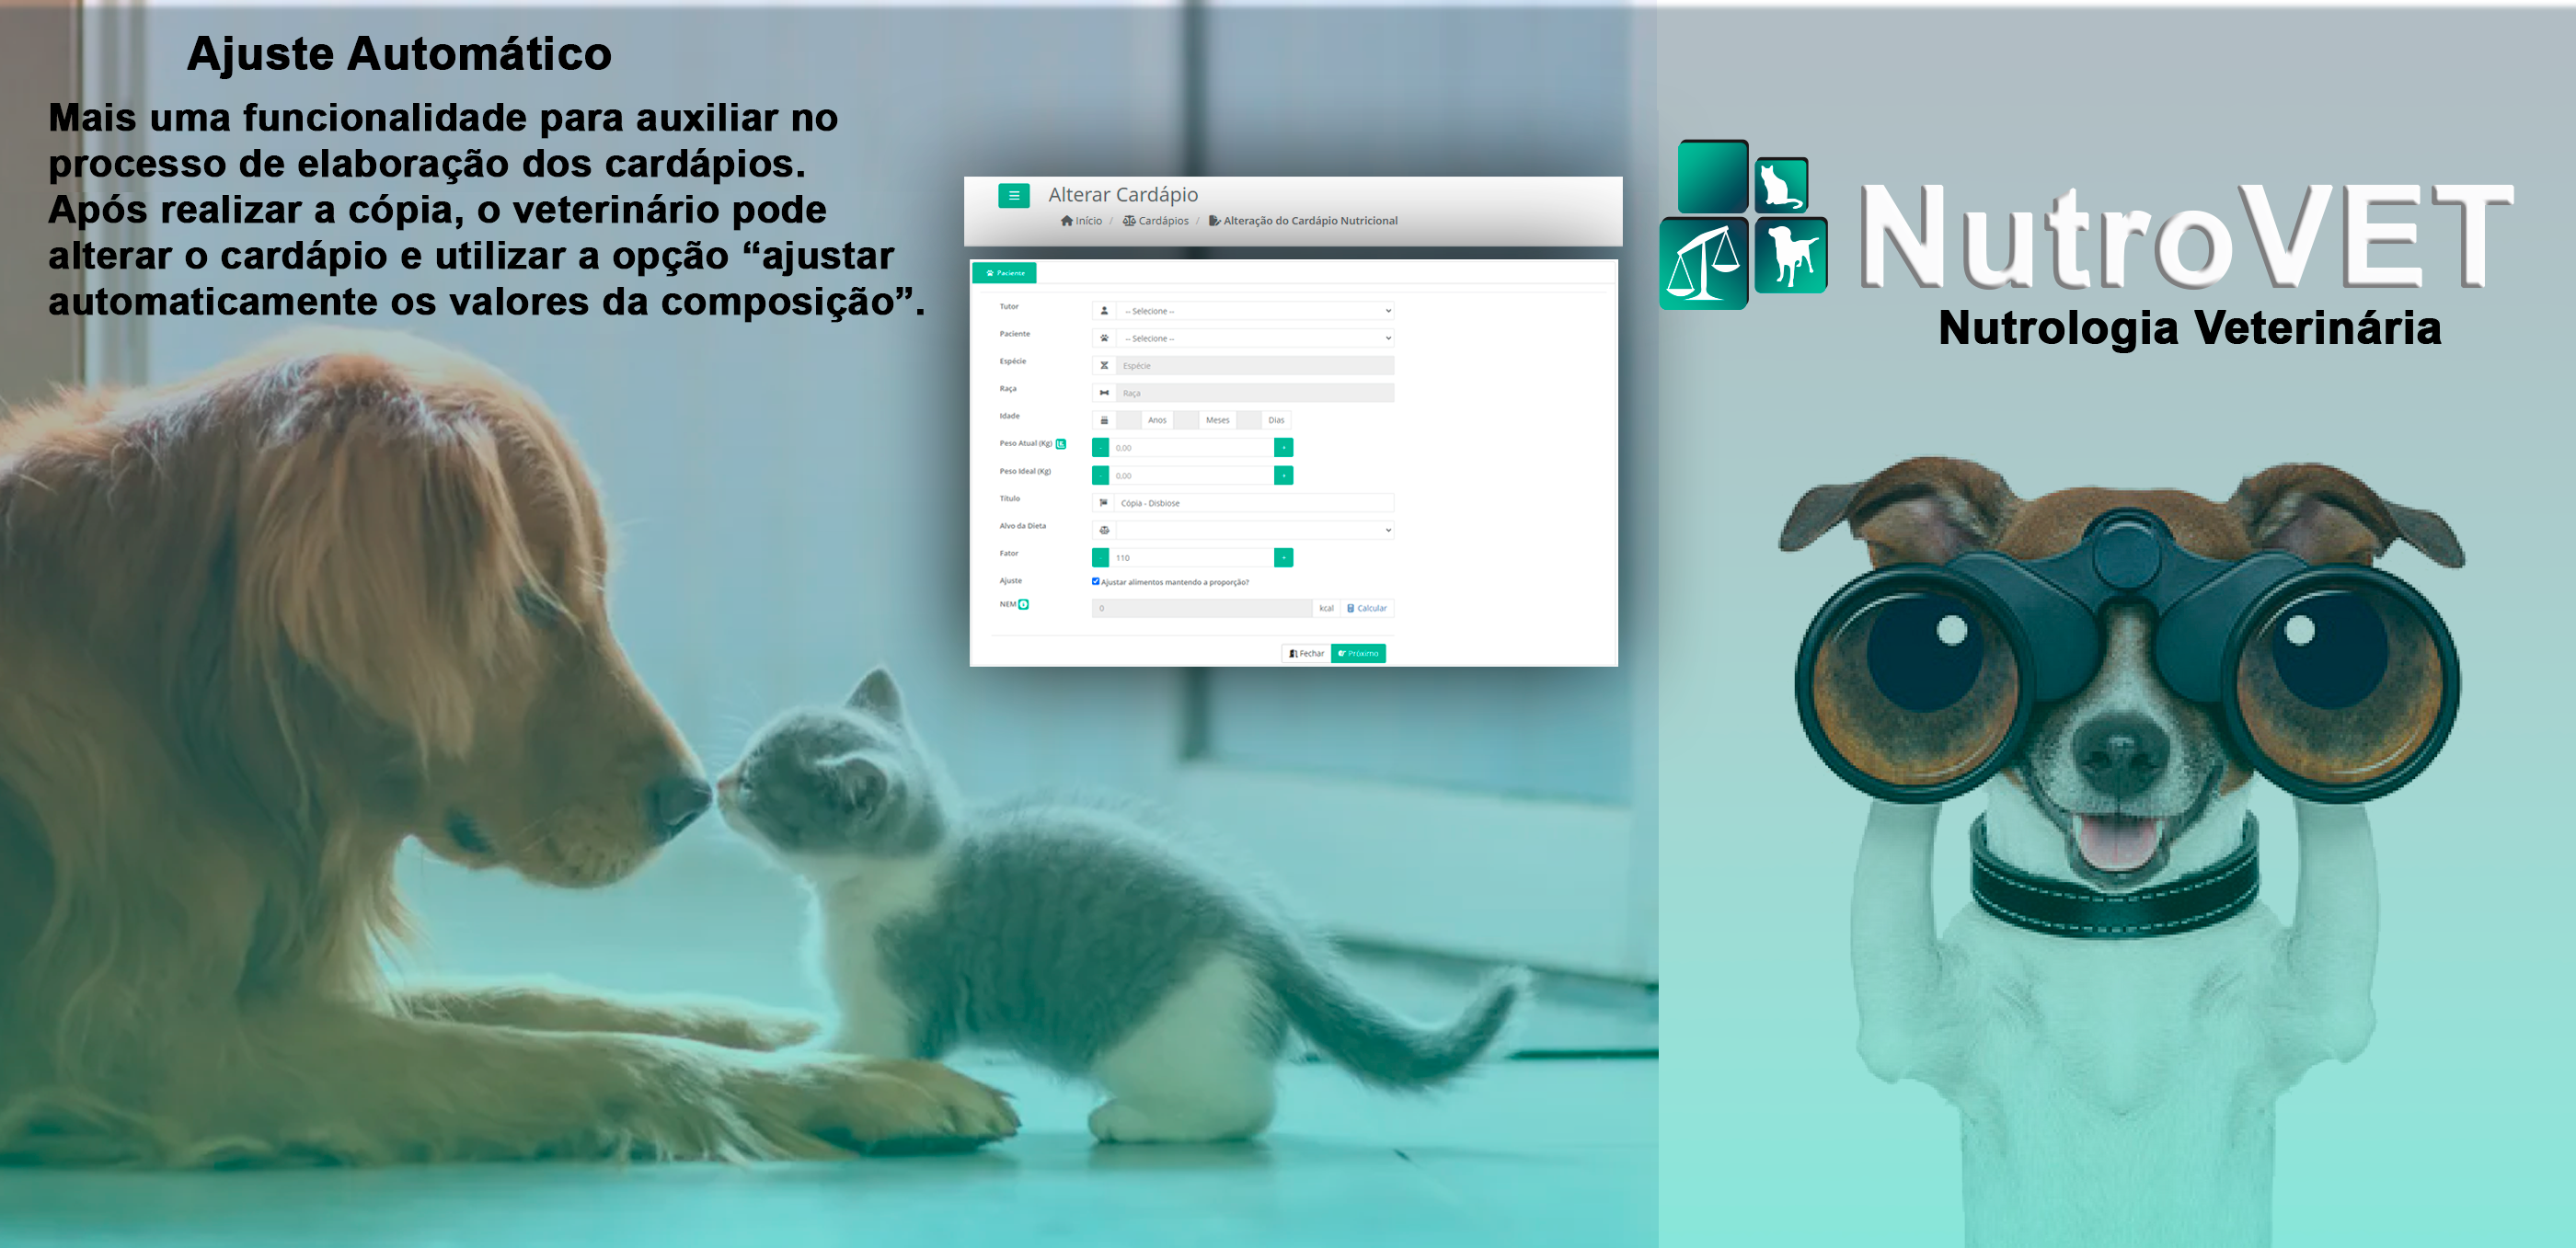 Ajuste Automático
Mais uma funcionalidade para auxiliar no
processo de elaboração dos cardápios.
Após realizar a cópia, o veterinário pode
alterar o cardápio e utilizar a opção “ajustar
automaticamente os valores da composição”.
Alterar Cardápio
Início / Cardápios / Alteração do Cardápio Nutricional
Paciente
Tutor -- Selecione --
Paciente -- Selecione --
Espécie Espécie
Raça Raça
Idade Anos Meses Dias
Peso Atual (Kg) - 0,00 +
Peso Ideal (Kg) - 0,00 +
Título Cópia - Disbiose
Alvo da Dieta
Fator - 110 +
Ajuste Ajustar alimentos mantendo a proporção?
NEM 0 kcal Calcular
Fechar Próximo
NutroVET
Nutrologia Veterinária